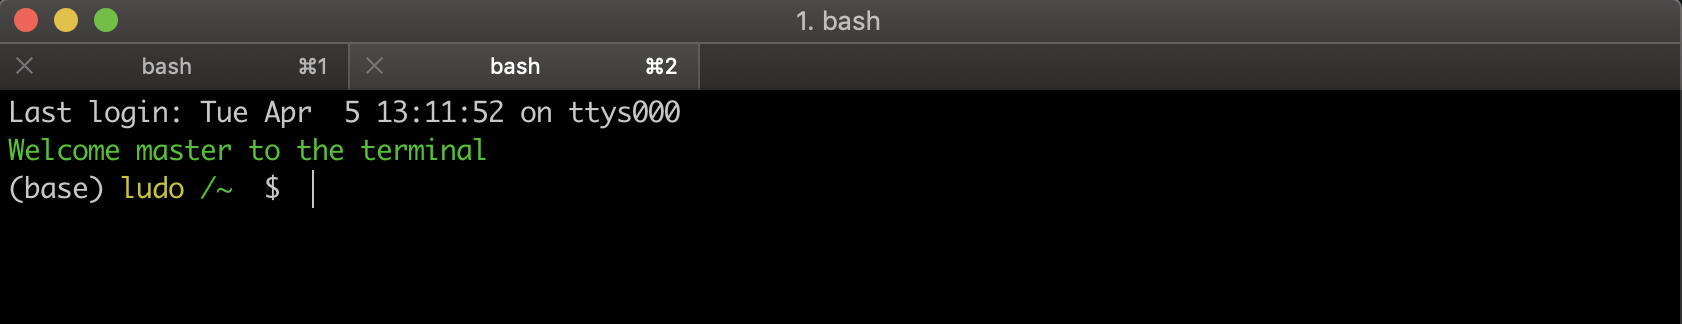 1. bash
bash ⌘1 bash ⌘2
Last login: Tue Apr  5 13:11:52 on ttys000
Welcome master to the terminal
(base) ludo /~  $